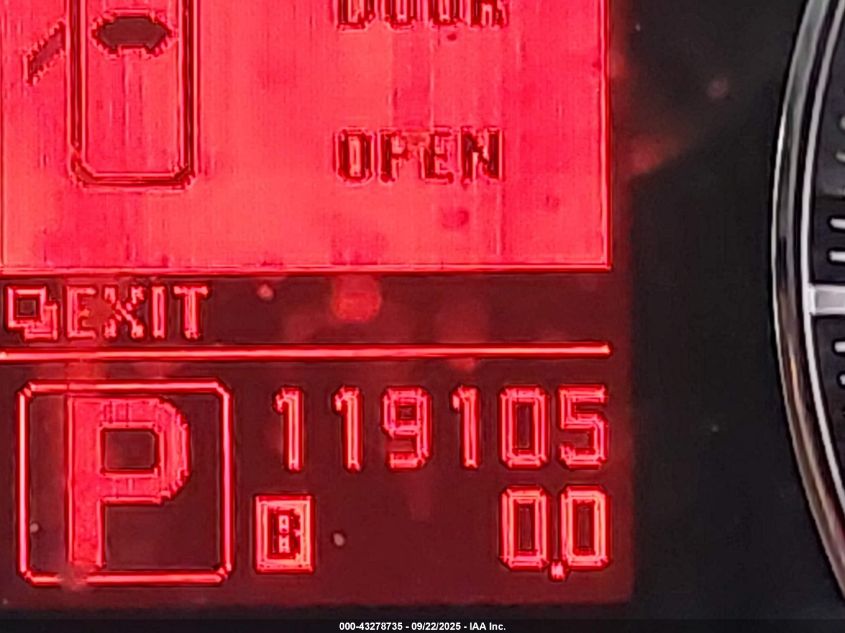 DOOR
OPEN
EXIT
P
119105
B 0.0
000-43278735 - 09/22/2025 - IAA Inc.